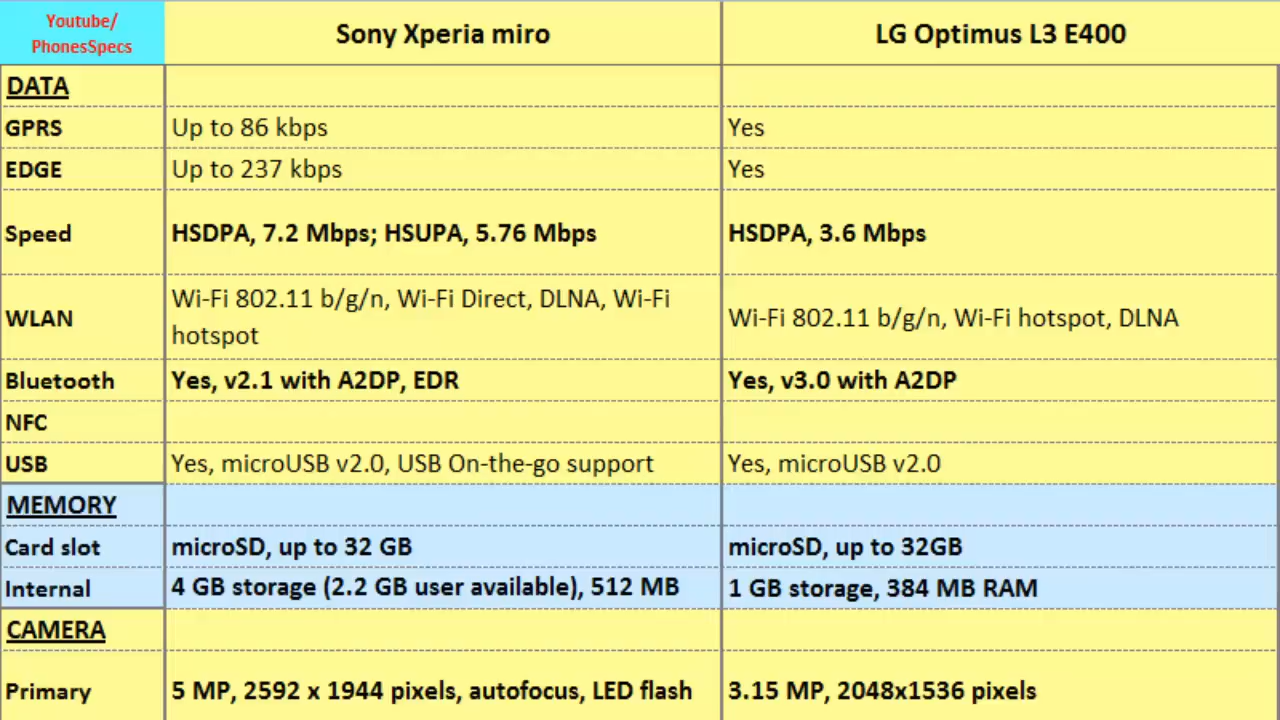 Youtube/
PhonesSpecs
Sony Xperia miro
LG Optimus L3 E400
DATA
GPRS
Up to 86 kbps
Yes
EDGE
Up to 237 kbps
Yes
Speed
HSDPA, 7.2 Mbps; HSUPA, 5.76 Mbps
HSDPA, 3.6 Mbps
WLAN
Wi-Fi 802.11 b/g/n, Wi-Fi Direct, DLNA, Wi-Fi
hotspot
Wi-Fi 802.11 b/g/n, Wi-Fi hotspot, DLNA
Bluetooth
Yes, v2.1 with A2DP, EDR
Yes, v3.0 with A2DP
NFC
USB
Yes, microUSB v2.0, USB On-the-go support
Yes, microUSB v2.0
MEMORY
Card slot
microSD, up to 32 GB
microSD, up to 32GB
Internal
4 GB storage (2.2 GB user available), 512 MB
1 GB storage, 384 MB RAM
CAMERA
Primary
5 MP, 2592 x 1944 pixels, autofocus, LED flash
3.15 MP, 2048x1536 pixels